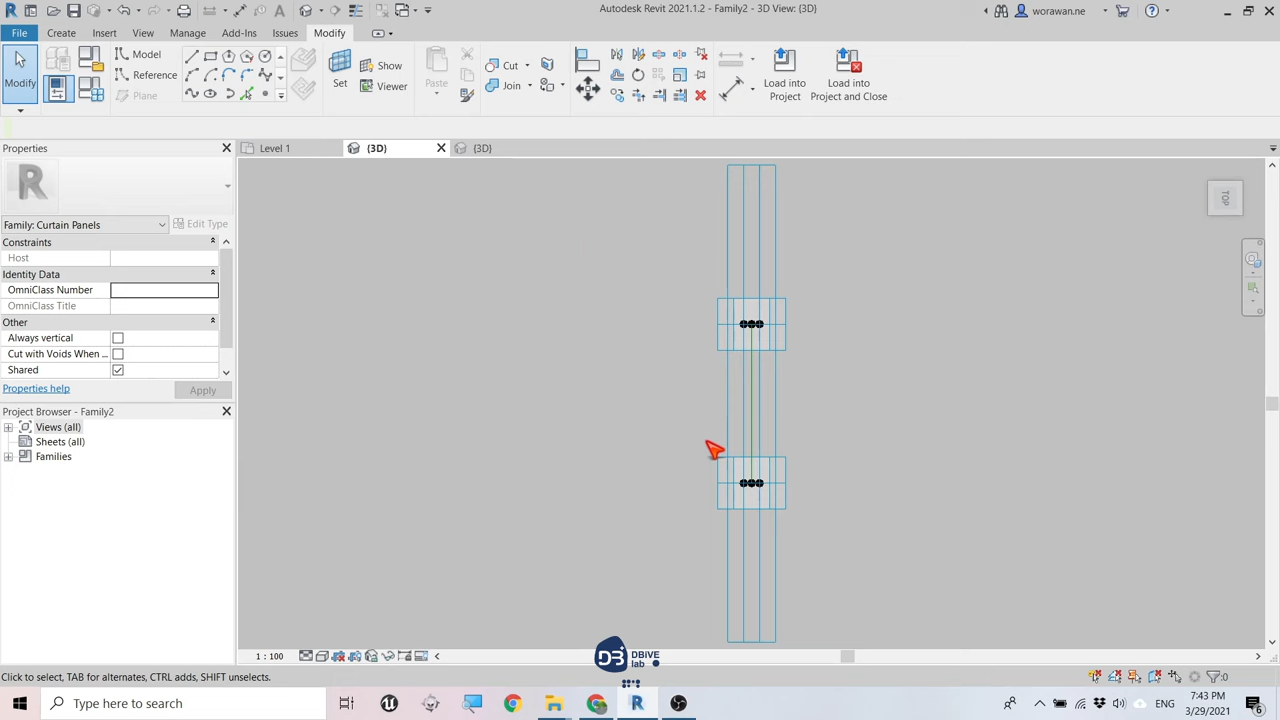 Autodesk Revit 2021.1.2 - Family2 - 3D View: {3D}
worawan.ne
File Create Insert View Manage Add-Ins Issues Modify
Modify
Model
Reference
Plane
Set
Show
Viewer
Paste
Cut
Join
Load into
Project
Load into
Project and Close
Properties
Level 1
{3D}
{3D}
R
TOP
Family: Curtain Panels
Edit Type
Constraints
Host
Identity Data
OmniClass Number
OmniClass Title
Other
Always vertical
Cut with Voids When ...
Shared
Properties help
Apply
Project Browser - Family2
Views (all)
Sheets (all)
Families
1 : 100
DBiVE
lab
Click to select, TAB for alternates, CTRL adds, SHIFT unselects.
:0
Type here to search
ENG
7:43 PM
3/29/2021
6